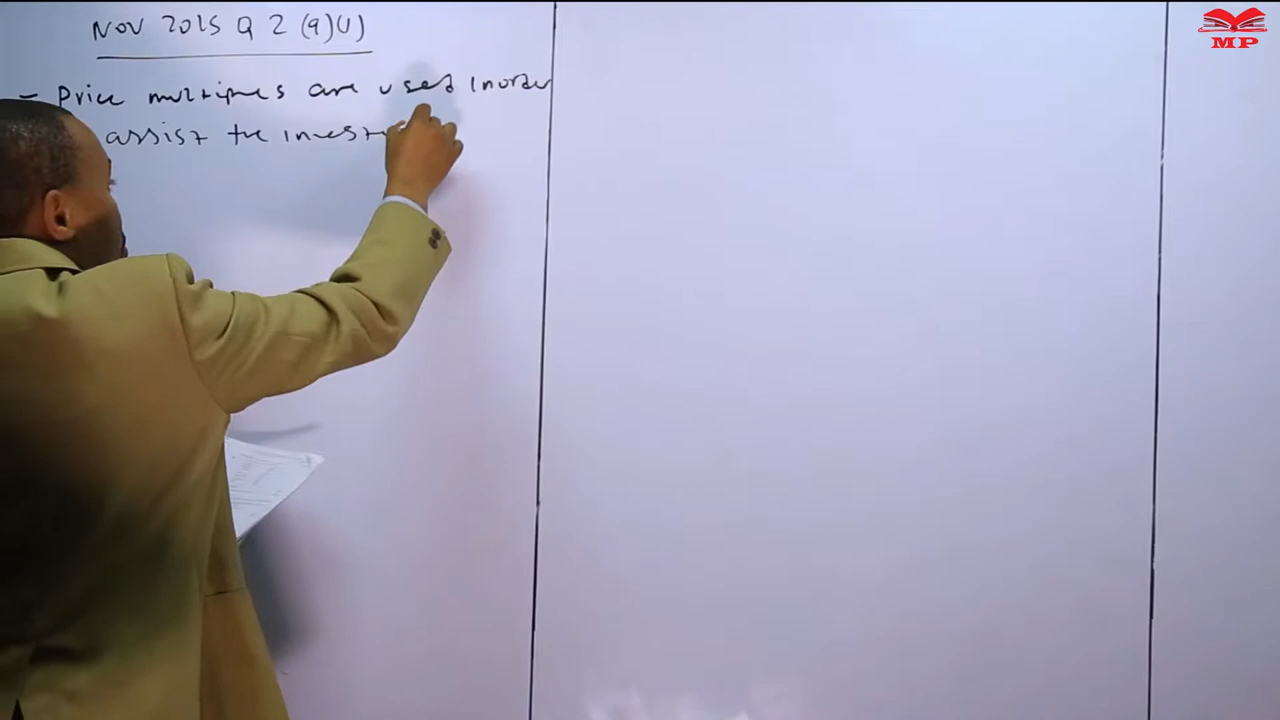 NOV 2015 Q 2 (a)(i)
- Price multiples are used inorder
assist the invest
MP